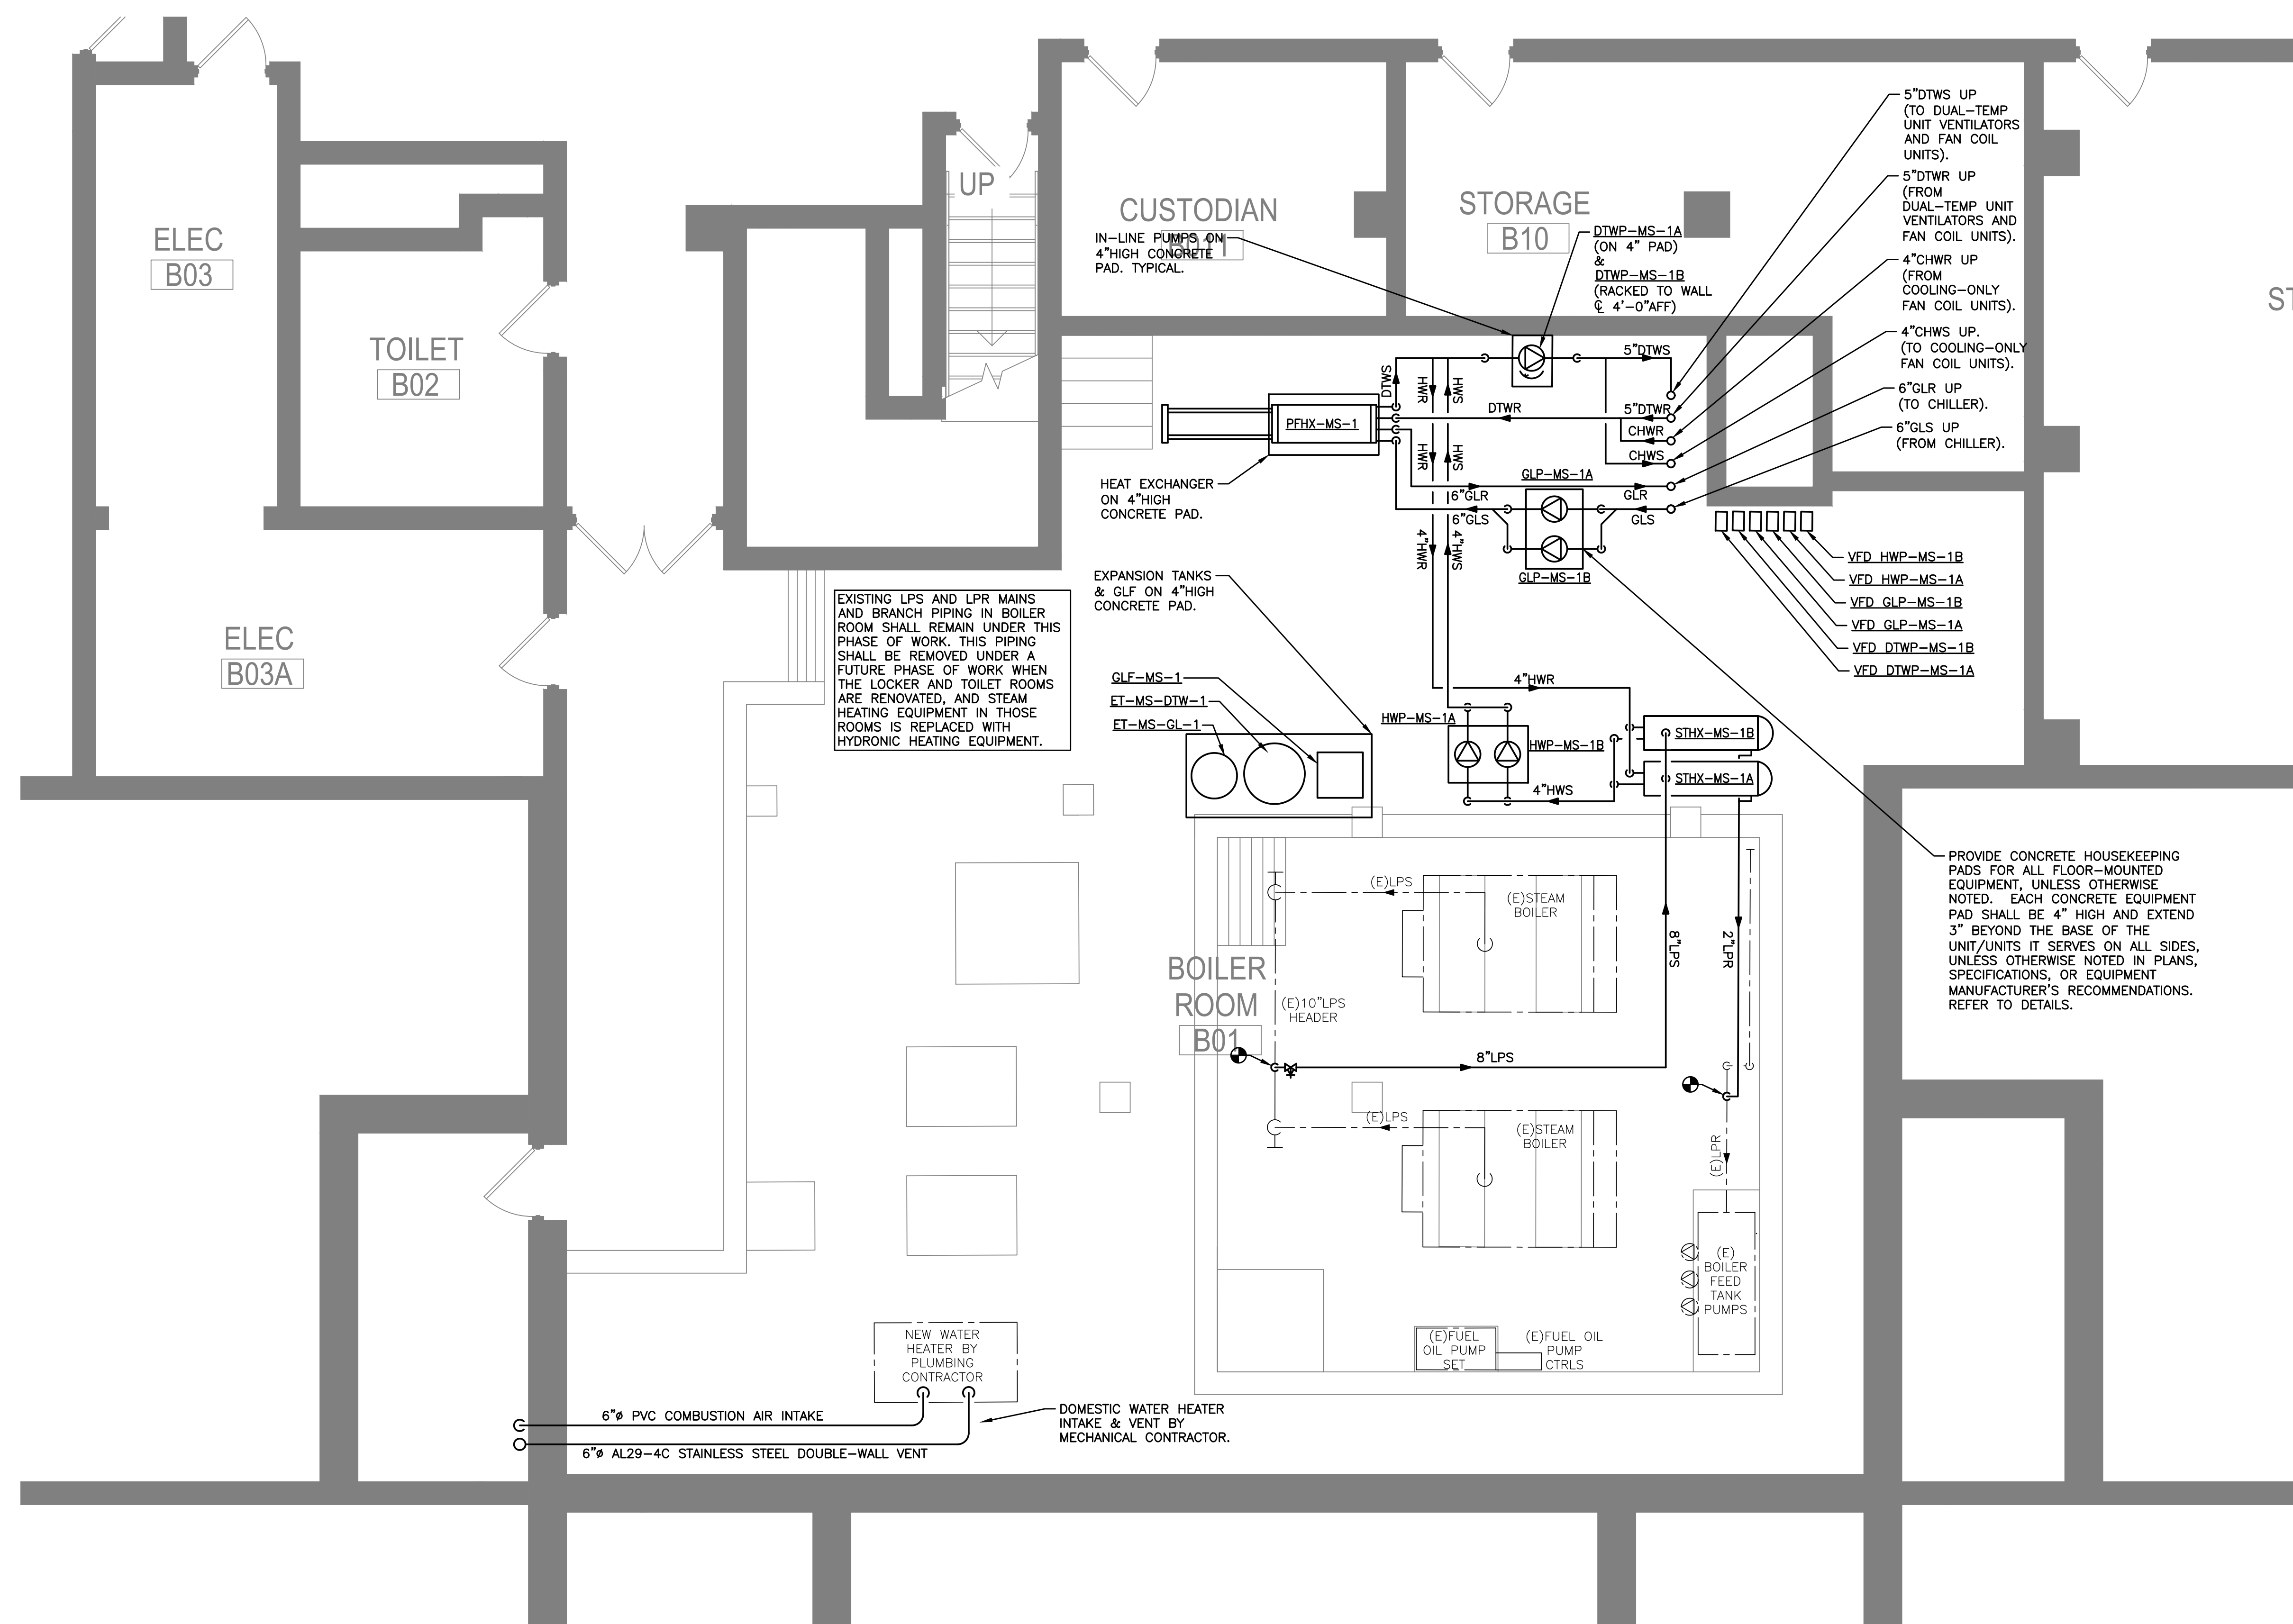 UP
ELEC
B03
TOILET
B02
CUSTODIAN
B011
STORAGE
B10
ST
IN-LINE PUMPS ON
4"HIGH CONCRETE
PAD. TYPICAL.
DTWP-MS-1A
(ON 4" PAD)
&
DTWP-MS-1B
(RACKED TO WALL
℄ 4'-0"AFF)
5"DTWS UP
(TO DUAL-TEMP
UNIT VENTILATORS
AND FAN COIL
UNITS).
5"DTWR UP
(FROM
DUAL-TEMP UNIT
VENTILATORS AND
FAN COIL UNITS).
4"CHWR UP
(FROM
COOLING-ONLY
FAN COIL UNITS).
4"CHWS UP.
(TO COOLING-ONLY
FAN COIL UNITS).
6"GLR UP
(TO CHILLER).
6"GLS UP
(FROM CHILLER).
DTWS
HWR
HWS
5"DTWS
DTWR
5"DTWR
CHWR
CHWS
PFHX-MS-1
HWR
HWS
GLP-MS-1A
6"GLR
GLR
6"GLS
GLS
4"HWR
4"HWS
GLP-MS-1B
HEAT EXCHANGER
ON 4"HIGH
CONCRETE PAD.
VFD HWP-MS-1B
VFD HWP-MS-1A
VFD GLP-MS-1B
VFD GLP-MS-1A
VFD DTWP-MS-1B
VFD DTWP-MS-1A
EXPANSION TANKS
& GLF ON 4"HIGH
CONCRETE PAD.
ELEC
B03A
EXISTING LPS AND LPR MAINS
AND BRANCH PIPING IN BOILER
ROOM SHALL REMAIN UNDER THIS
PHASE OF WORK. THIS PIPING
SHALL BE REMOVED UNDER A
FUTURE PHASE OF WORK WHEN
THE LOCKER AND TOILET ROOMS
ARE RENOVATED, AND STEAM
HEATING EQUIPMENT IN THOSE
ROOMS IS REPLACED WITH
HYDRONIC HEATING EQUIPMENT.
GLF-MS-1
ET-MS-DTW-1
ET-MS-GL-1
4"HWR
HWP-MS-1A
HWP-MS-1B
STHX-MS-1B
STHX-MS-1A
4"HWS
PROVIDE CONCRETE HOUSEKEEPING
PADS FOR ALL FLOOR-MOUNTED
EQUIPMENT, UNLESS OTHERWISE
NOTED. EACH CONCRETE EQUIPMENT
PAD SHALL BE 4" HIGH AND EXTEND
3" BEYOND THE BASE OF THE
UNIT/UNITS IT SERVES ON ALL SIDES,
UNLESS OTHERWISE NOTED IN PLANS,
SPECIFICATIONS, OR EQUIPMENT
MANUFACTURER'S RECOMMENDATIONS.
REFER TO DETAILS.
(E)LPS
(E)STEAM
BOILER
8"LPS
2"LPR
BOILER
ROOM
B01
(E)10"LPS
HEADER
8"LPS
(E)LPS
(E)STEAM
BOILER
(E)LPR
(E)
BOILER
FEED
TANK
PUMPS
(E)FUEL
OIL PUMP
SET
(E)FUEL OIL
PUMP
CTRLS
NEW WATER
HEATER BY
PLUMBING
CONTRACTOR
6"ø PVC COMBUSTION AIR INTAKE
6"ø AL29-4C STAINLESS STEEL DOUBLE-WALL VENT
DOMESTIC WATER HEATER
INTAKE & VENT BY
MECHANICAL CONTRACTOR.